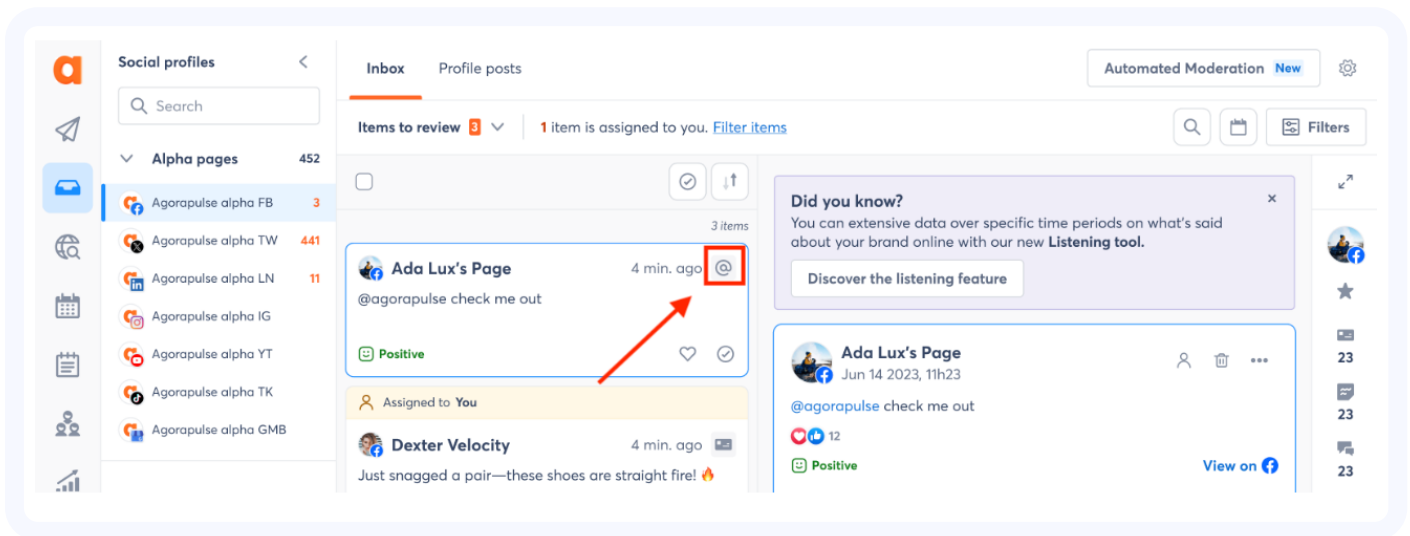 Social profiles
Search
Alpha pages 452
Agorapulse alpha FB 3
Agorapulse alpha TW 441
Agorapulse alpha LN 11
Agorapulse alpha IG
Agorapulse alpha YT
Agorapulse alpha TK
Agorapulse alpha GMB
Inbox Profile posts
Automated Moderation New
Items to review 3 1 item is assigned to you. Filter items
Filters
3 items
Ada Lux's Page 4 min. ago @
@agorapulse check me out
Positive
Assigned to You
Dexter Velocity 4 min. ago
Just snagged a pair—these shoes are straight fire! 🔥
Did you know? ×
You can extensive data over specific time periods on what's said
about your brand online with our new Listening tool.
Discover the listening feature
Ada Lux's Page
Jun 14 2023, 11h23
@agorapulse check me out
12
Positive
View on
23
23
23